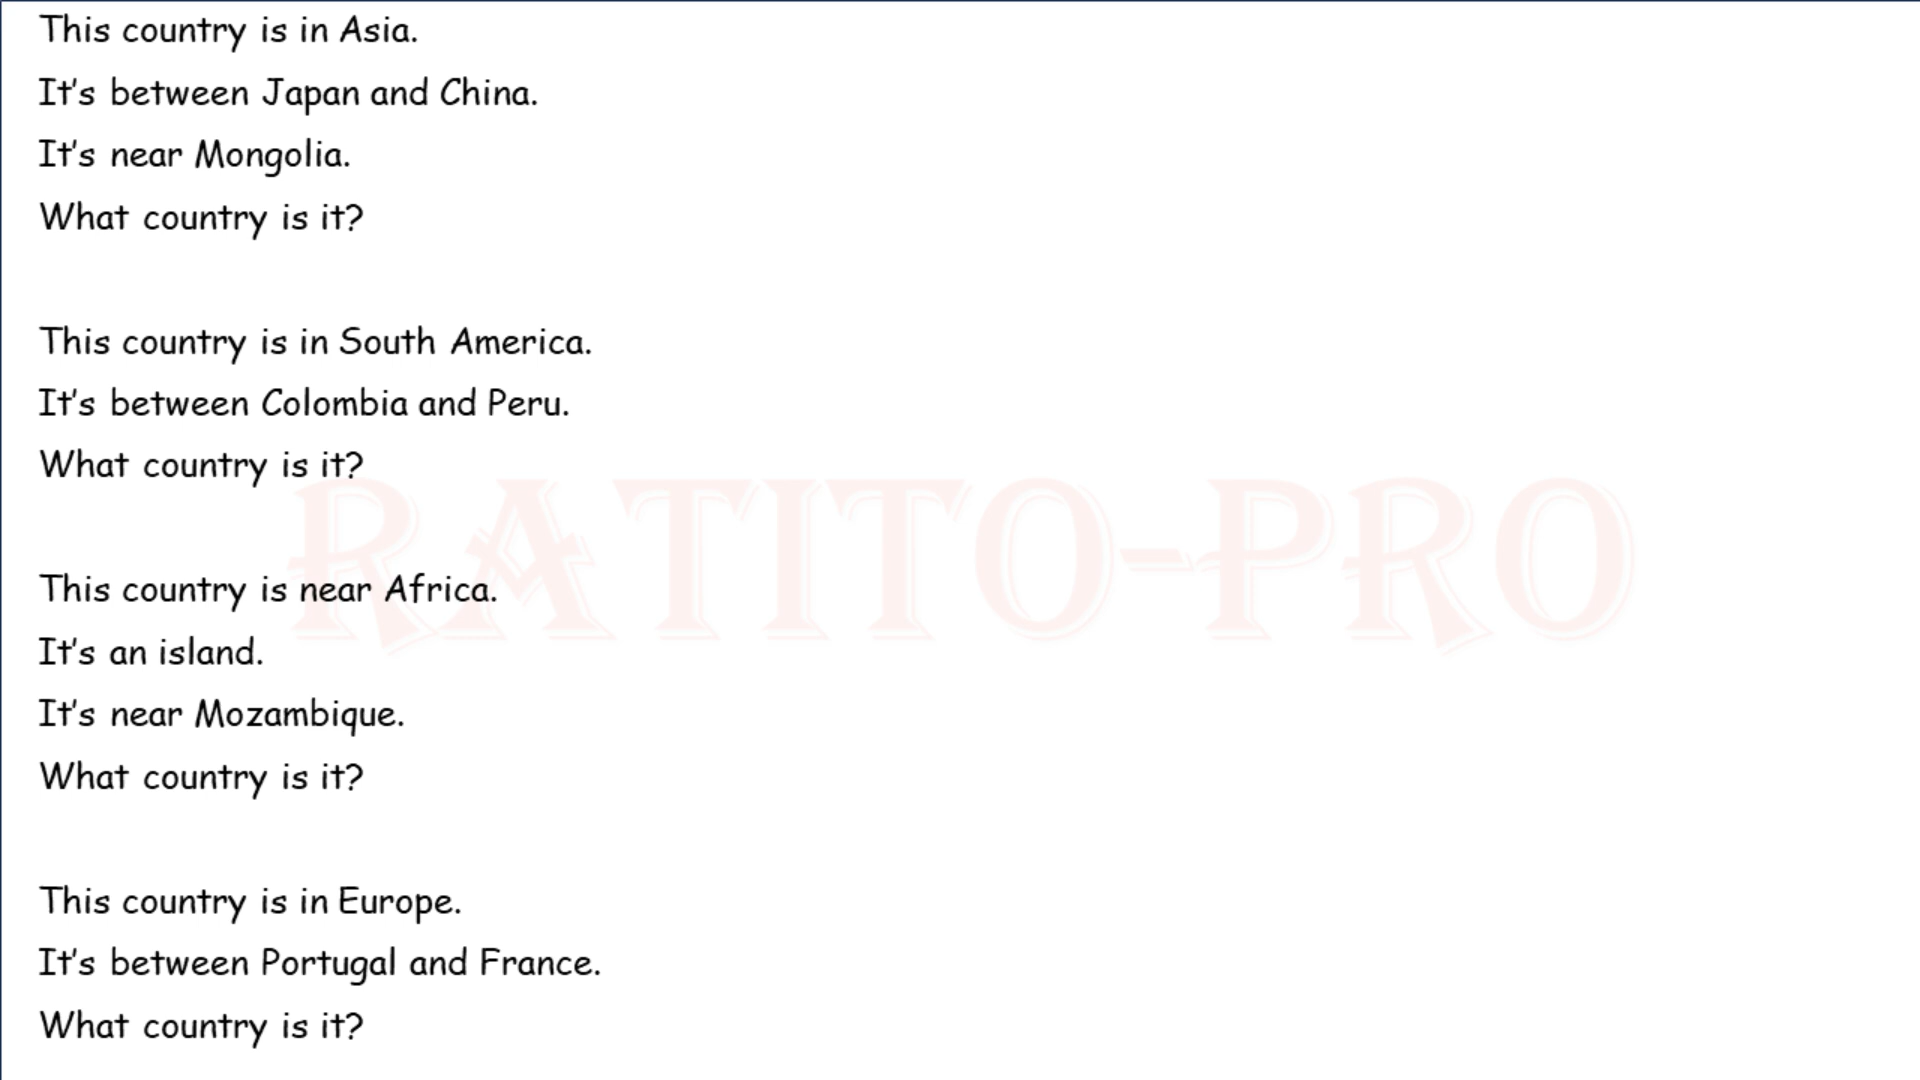 This country is in Asia.
It's between Japan and China.
It's near Mongolia.
What country is it?
This country is in South America.
It's between Colombia and Peru.
What country is it?
RATITO-PRO
This country is near Africa.
It's an island.
It's near Mozambique.
What country is it?
This country is in Europe.
It's between Portugal and France.
What country is it?